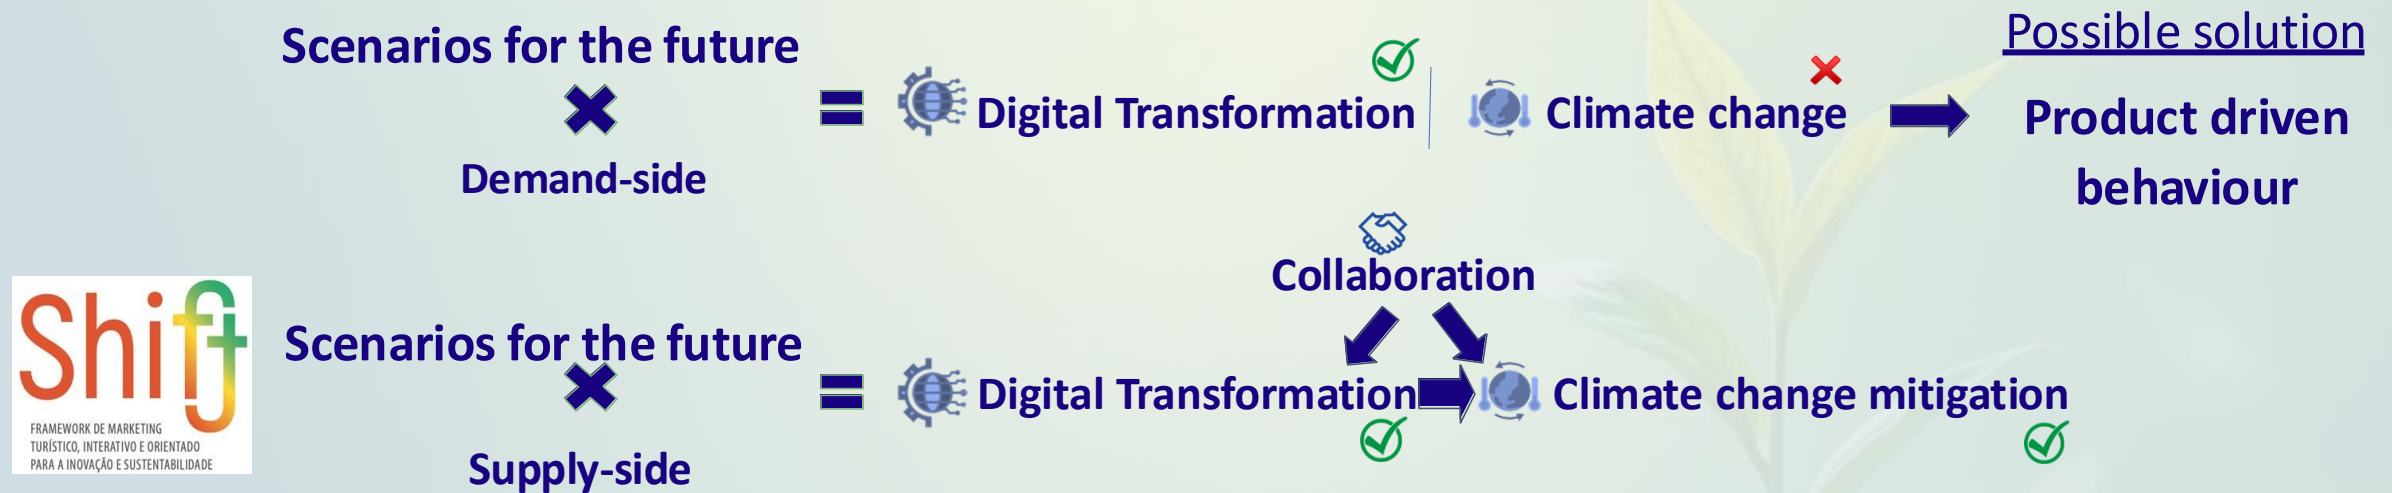 Scenarios for the future
Demand-side
Digital Transformation
Climate change
Possible solution
Product driven
behaviour
Collaboration
Shift
FRAMEWORK DE MARKETING
TURÍSTICO, INTERATIVO E ORIENTADO
PARA A INOVAÇÃO E SUSTENTABILIDADE
Scenarios for the future
Supply-side
Digital Transformation
Climate change mitigation